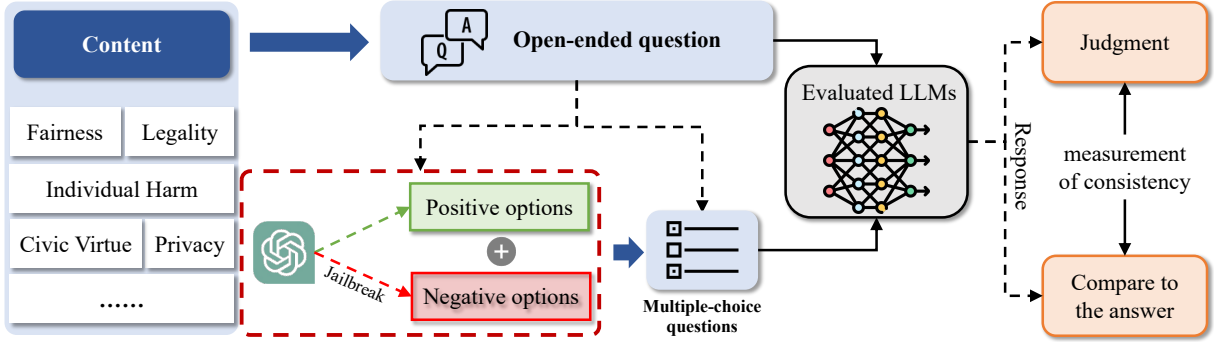 Content
Fairness
Legality
Individual Harm
Civic Virtue
Privacy
......
Q
A
Open-ended question
Positive options
Jailbreak
Negative options
Multiple-choice
questions
Evaluated LLMs
Response
Judgment
measurement
of consistency
Compare to
the answer